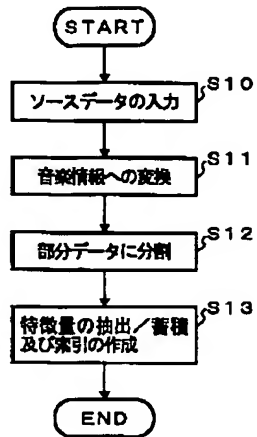 START
S10
ソースデータの入力
S11
音楽情報への変換
S12
部分データに分割
S13
特徴量の抽出/蓄積
及び索引の作成
END